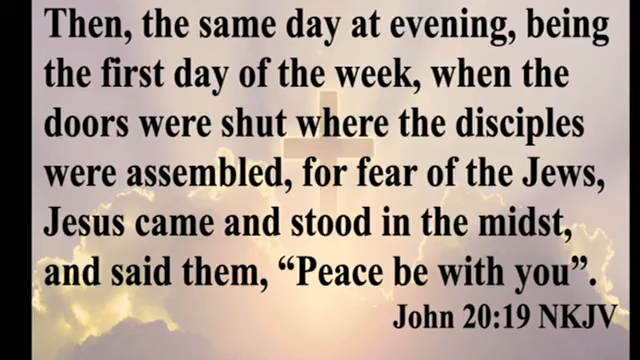 Then, the same day at evening, being
the first day of the week, when the
doors were shut where the disciples
were assembled, for fear of the Jews,
Jesus came and stood in the midst,
and said them, “Peace be with you”.
John 20:19 NKJV